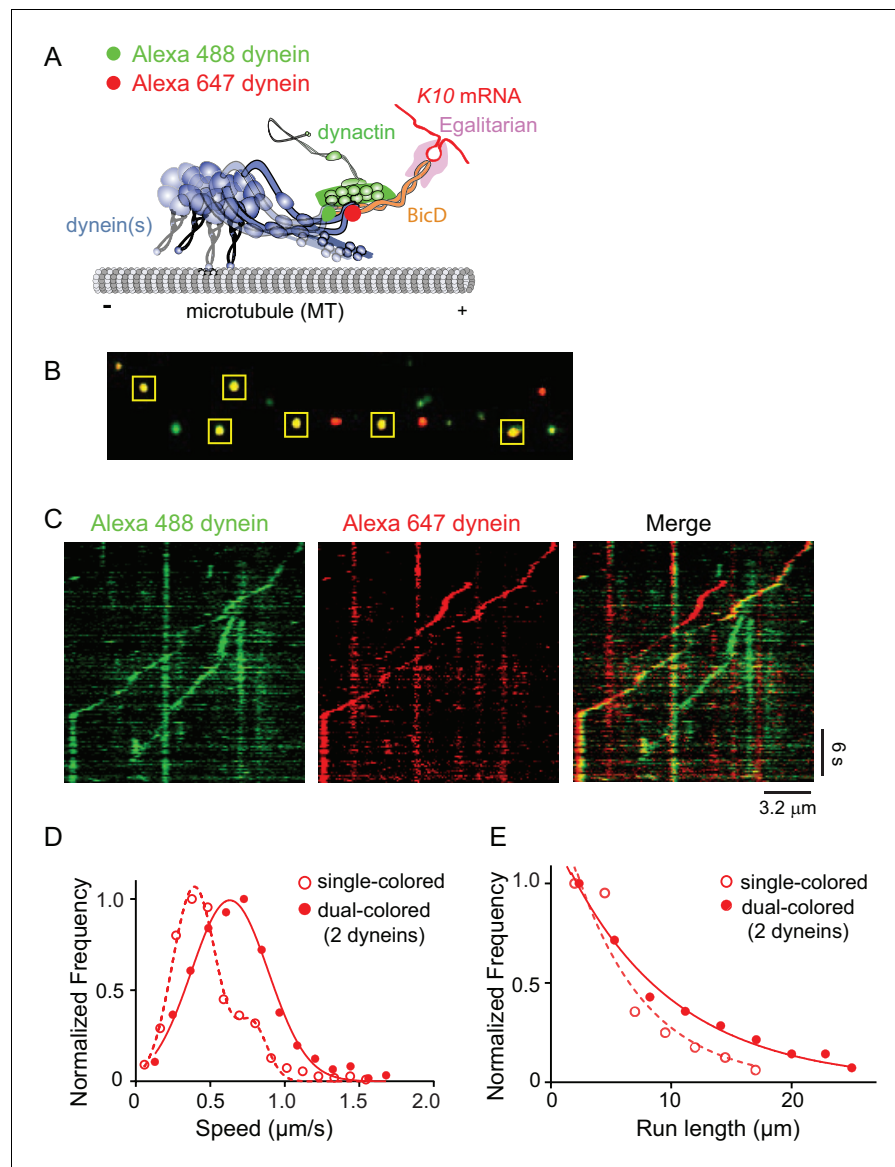 A
Alexa 488 dynein
Alexa 647 dynein
K10 mRNA
Egalitarian
dynactin
BicD
dynein(s)
- microtubule (MT) +
B
C
Alexa 488 dynein Alexa 647 dynein Merge
6 s
3.2 μm
D
Normalized Frequency
1.0
0.5
0
0 0.5 1.0 1.5 2.0
Speed (μm/s)
single-colored
dual-colored
(2 dyneins)
E
Normalized Frequency
1.0
0.5
0
0 10 20
Run length (μm)
single-colored
dual-colored
(2 dyneins)